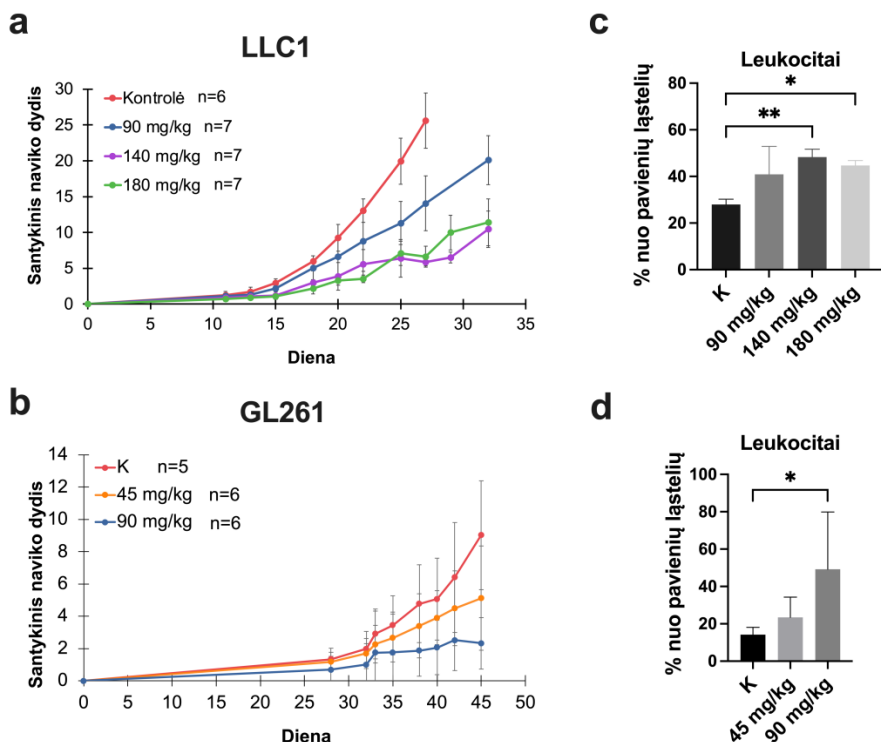 a
LLC1
Santykinis naviko dydis
30
25
20
15
10
5
0
Kontrolė n=6
90 mg/kg n=7
140 mg/kg n=7
180 mg/kg n=7
0 5 10 15 20 25 30 35
Diena
b
GL261
Santykinis naviko dydis
14
12
10
8
6
4
2
0
K n=5
45 mg/kg n=6
90 mg/kg n=6
0 5 10 15 20 25 30 35 40 45 50
Diena
c
Leukocitai
% nuo pavienių ląstelių
80
60
40
20
0
*
**
K
90 mg/kg
140 mg/kg
180 mg/kg
d
Leukocitai
% nuo pavienių ląstelių
100
80
60
40
20
0
*
K
45 mg/kg
90 mg/kg